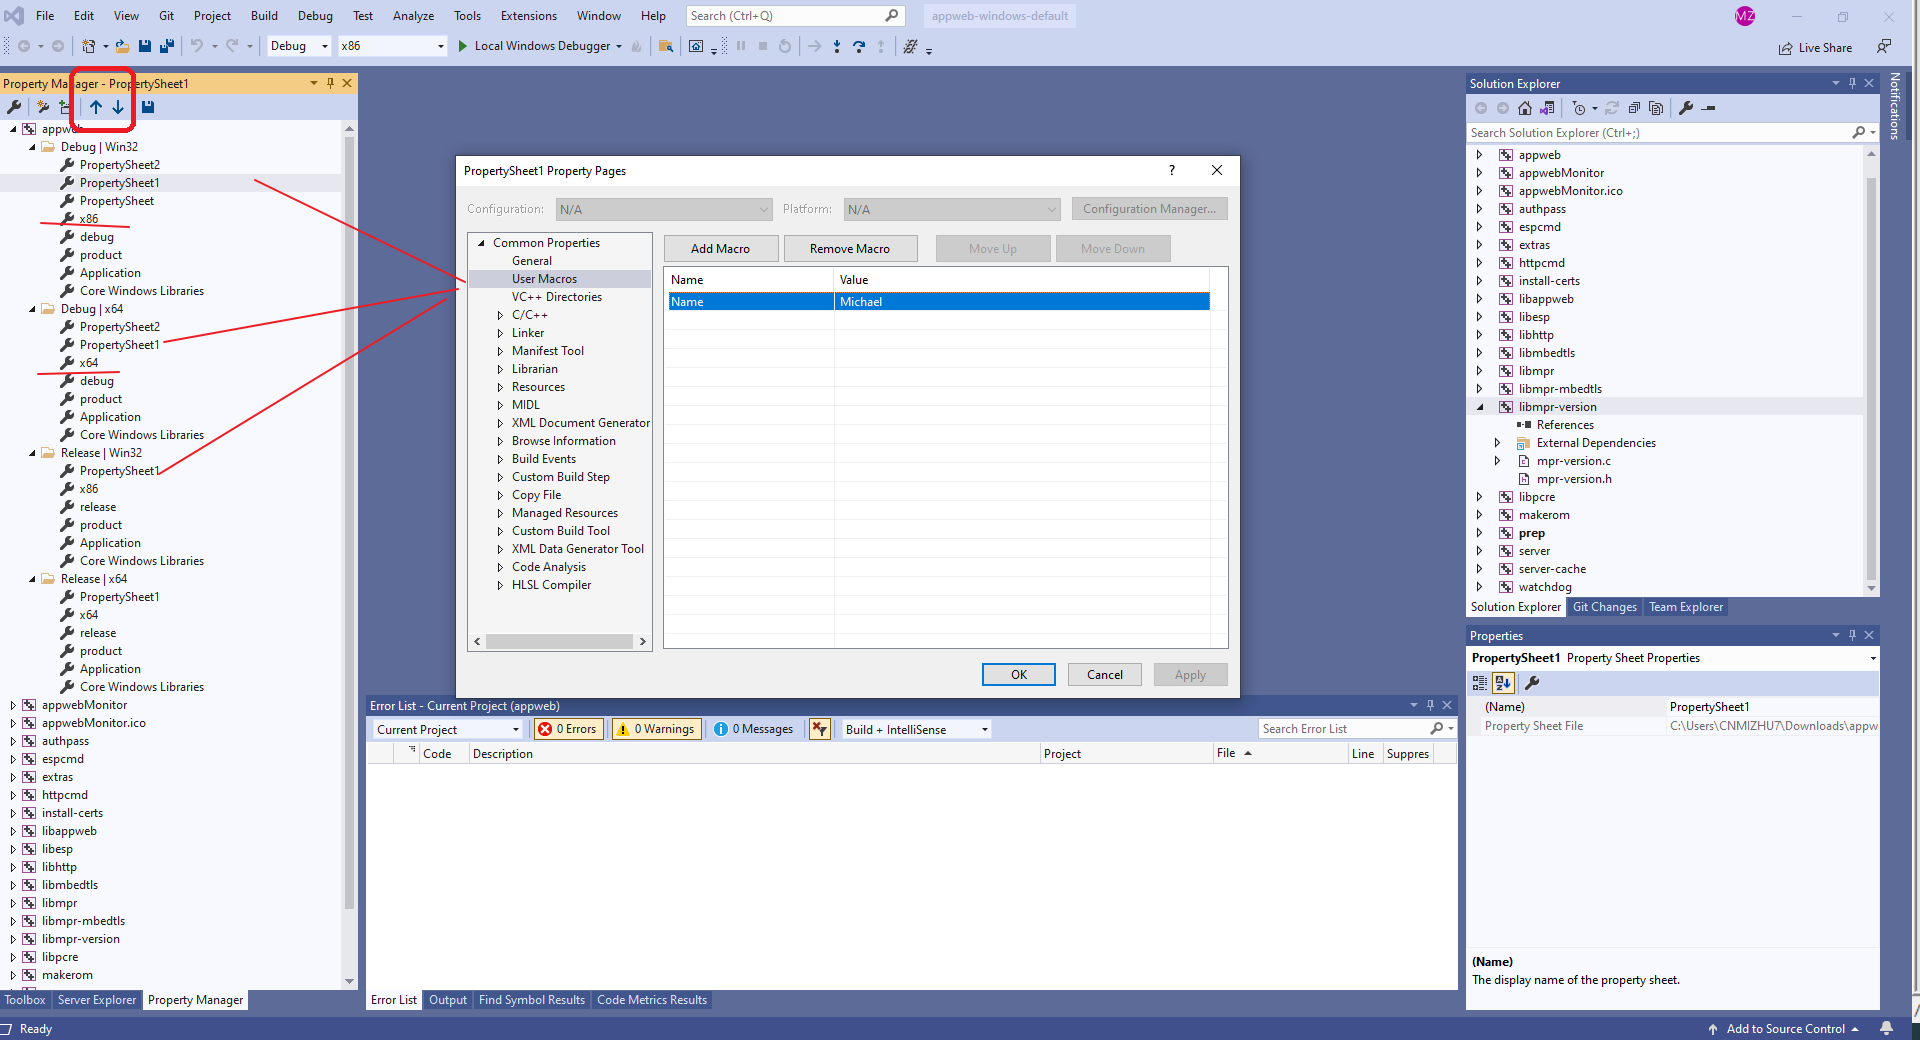 File Edit View Git Project Build Debug Test Analyze Tools Extensions Window Help Search (Ctrl+Q) appweb-windows-default MZ
Debug x86 Local Windows Debugger Live Share
Property Manager - PropertySheet1
appweb
Debug | Win32
PropertySheet2
PropertySheet1
PropertySheet
x86
debug
product
Application
Core Windows Libraries
Debug | x64
PropertySheet2
PropertySheet1
x64
debug
product
Application
Core Windows Libraries
Release | Win32
PropertySheet1
x86
release
product
Application
Core Windows Libraries
Release | x64
PropertySheet1
x64
release
product
Application
Core Windows Libraries
appwebMonitor
appwebMonitor.ico
authpass
espcmd
extras
httpcmd
install-certs
libappweb
libesp
libhttp
libmbedtls
libmpr
libmpr-mbedtls
libmpr-version
libpcre
makerom
Toolbox Server Explorer Property Manager
PropertySheet1 Property Pages ?
Configuration: N/A Platform: N/A Configuration Manager...
Common Properties
General
User Macros
VC++ Directories
C/C++
Linker
Manifest Tool
Librarian
Resources
MIDL
XML Document Generator
Browse Information
Build Events
Custom Build Step
Copy File
Managed Resources
Custom Build Tool
XML Data Generator Tool
Code Analysis
HLSL Compiler
Add Macro Remove Macro Move Up Move Down
Name Value
Name Michael
OK Cancel Apply
Error List - Current Project (appweb)
Current Project 0 Errors 0 Warnings 0 Messages Build + IntelliSense Search Error List
Code Description Project File Line Suppres
Error List Output Find Symbol Results Code Metrics Results
Solution Explorer
Search Solution Explorer (Ctrl+;)
appweb
appwebMonitor
appwebMonitor.ico
authpass
espcmd
extras
httpcmd
install-certs
libappweb
libesp
libhttp
libmbedtls
libmpr
libmpr-mbedtls
libmpr-version
References
External Dependencies
mpr-version.c
mpr-version.h
libpcre
makerom
prep
server
server-cache
watchdog
Solution Explorer Git Changes Team Explorer
Notifications
Properties
PropertySheet1 Property Sheet Properties
(Name) PropertySheet1
Property Sheet File C:\Users\CNMIZHU7\Downloads\appw
(Name)
The display name of the property sheet.
Ready Add to Source Control